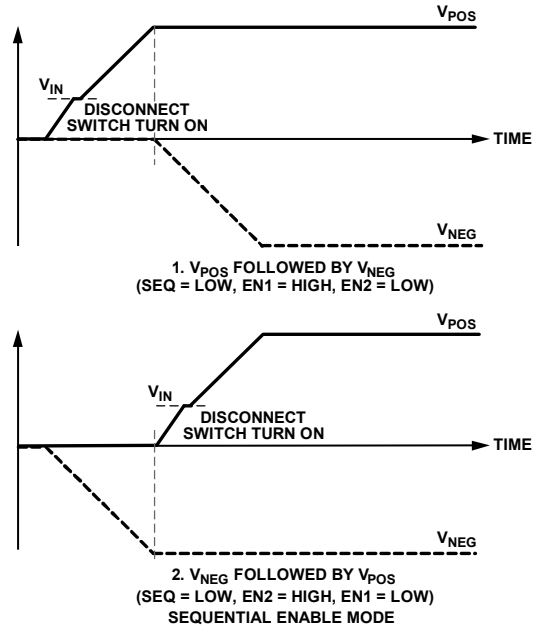 VPOS
VIN
DISCONNECT
SWITCH TURN ON
TIME
VNEG
1. VPOS FOLLOWED BY VNEG
(SEQ = LOW, EN1 = HIGH, EN2 = LOW)
VPOS
VIN
DISCONNECT
SWITCH TURN ON
TIME
VNEG
2. VNEG FOLLOWED BY VPOS
(SEQ = LOW, EN2 = HIGH, EN1 = LOW)
SEQUENTIAL ENABLE MODE